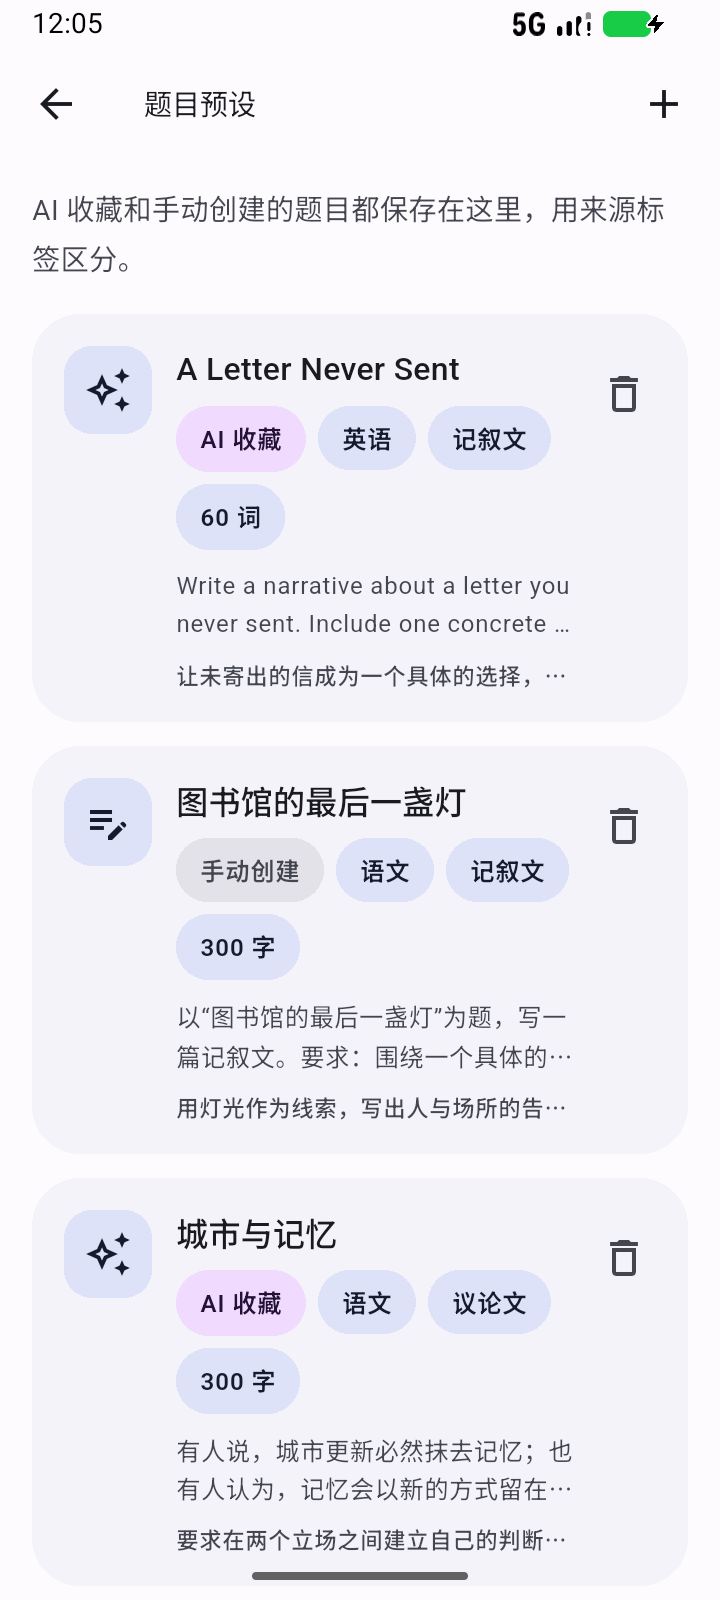 12:05
5G
题目预设
AI 收藏和手动创建的题目都保存在这里，用来源标
签区分。
A Letter Never Sent
AI 收藏
英语
记叙文
60 词
Write a narrative about a letter you
never sent. Include one concrete …
让未寄出的信成为一个具体的选择，…
图书馆的最后一盏灯
手动创建
语文
记叙文
300 字
以“图书馆的最后一盏灯”为题，写一
篇记叙文。要求：围绕一个具体的…
用灯光作为线索，写出人与场所的告…
城市与记忆
AI 收藏
语文
议论文
300 字
有人说，城市更新必然抹去记忆；也
有人认为，记忆会以新的方式留在…
要求在两个立场之间建立自己的判断…